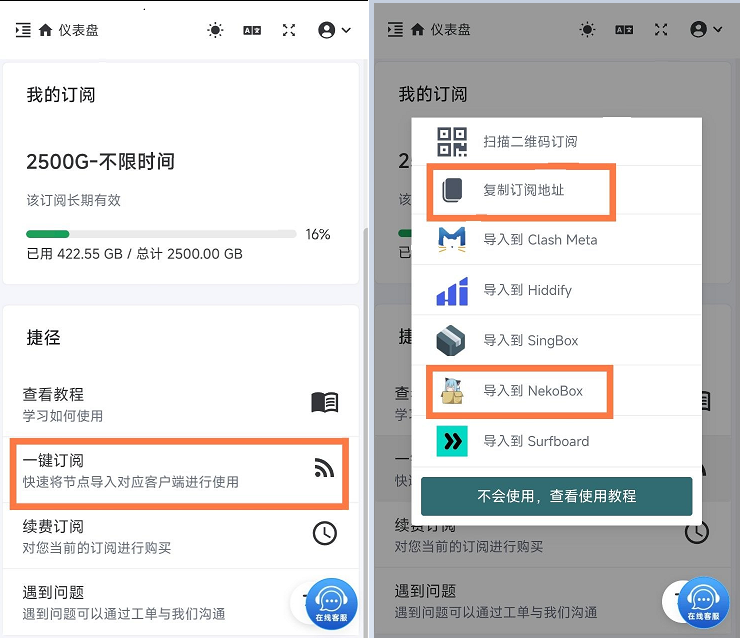 仪表盘
我的订阅
2500G-不限时间
该订阅长期有效
16%
已用 422.55 GB / 总计 2500.00 GB
捷径
查看教程
学习如何使用
一键订阅
快速将节点导入对应客户端进行使用
续费订阅
对您当前的订阅进行购买
遇到问题
遇到问题可以通过工单与我们沟通
在线客服
仪表盘
我的订阅
扫描二维码订阅
复制订阅地址
导入到 Clash Meta
导入到 Hiddify
导入到 SingBox
导入到 NekoBox
导入到 Surfboard
不会使用，查看使用教程
续费订阅
对您当前的订阅进行购买
遇到问题
遇到问题可以通过工单与我们沟通
在线客服